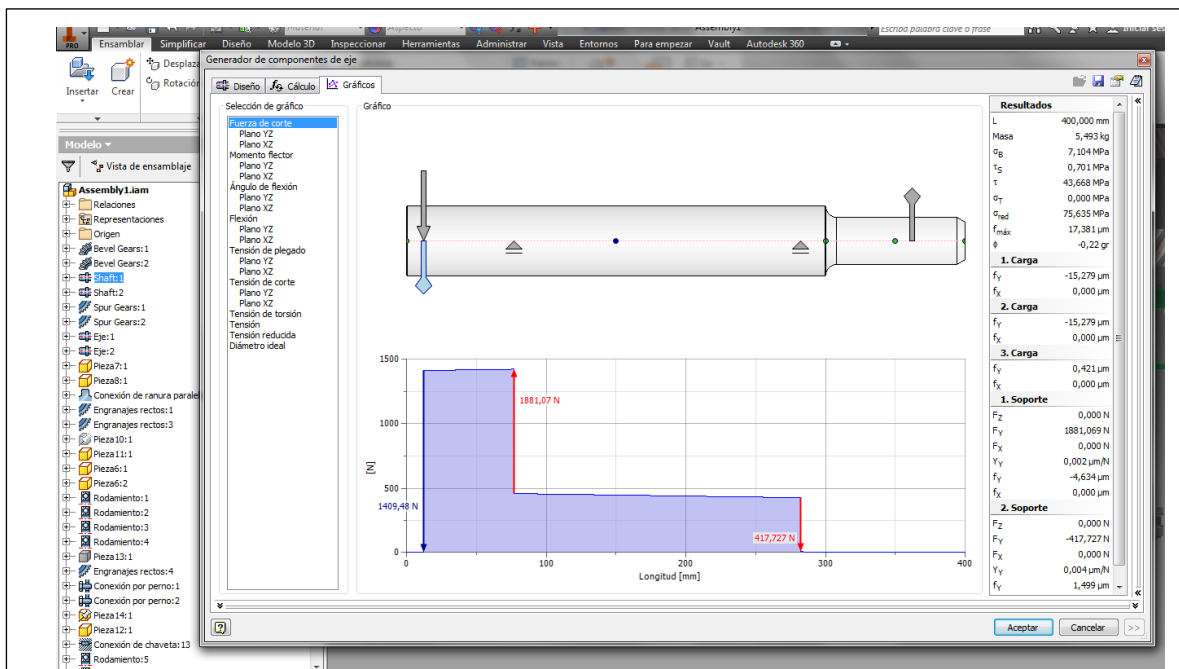 Material
Aspecto
Assembly1
Escriba palabra clave o frase
Iniciar ses
PRO
Ensamblar Simplificar Diseño Modelo 3D Inspeccionar Herramientas Administrar Vista Entornos Para empezar Vault Autodesk 360
Insertar
Crear
Desplaza
Rotación
Modelo
Vista de ensamblaje
Assembly1.iam
Relaciones
Representaciones
Origen
Bevel Gears:1
Bevel Gears:2
Shaft:1
Shaft:2
Spur Gears:1
Spur Gears:2
Eje:1
Eje:2
Pieza7:1
Pieza8:1
Conexión de ranura paralel
Engranajes rectos:1
Engranajes rectos:3
Pieza10:1
Pieza11:1
Pieza6:1
Pieza6:2
Rodamiento:1
Rodamiento:2
Rodamiento:3
Rodamiento:4
Pieza13:1
Engranajes rectos:4
Conexión por perno:1
Conexión por perno:2
Pieza14:1
Pieza12:1
Conexión de chaveta:13
Rodamiento:5
Generador de componentes de eje
Diseño Cálculo Gráficos
Selección de gráfico
Fuerza de corte
Plano YZ
Plano XZ
Momento flector
Plano YZ
Plano XZ
Ángulo de flexión
Plano YZ
Plano XZ
Flexión
Plano YZ
Plano XZ
Tensión de plegado
Plano YZ
Plano XZ
Tensión de corte
Plano YZ
Plano XZ
Tensión de torsión
Tensión
Tensión reducida
Diámetro ideal
Gráfico
1500
1000
500
0
[N]
1881,07 N
1409,48 N
417,727 N
0 100 200 300 400
Longitud [mm]
Resultados
L 400,000 mm
Masa 5,493 kg
σB 7,104 MPa
τS 0,701 MPa
τ 43,668 MPa
σT 0,000 MPa
σred 75,635 MPa
fmáx 17,381 μm
ϕ -0,22 gr
1. Carga
fY -15,279 μm
fX 0,000 μm
2. Carga
fY -15,279 μm
fX 0,000 μm
3. Carga
fY 0,421 μm
fX 0,000 μm
1. Soporte
FZ 0,000 N
FY 1881,069 N
FX 0,000 N
YY 0,002 μm/N
fY -4,634 μm
fX 0,000 μm
2. Soporte
FZ 0,000 N
FY -417,727 N
FX 0,000 N
YY 0,004 μm/N
fY 1,499 μm
Aceptar Cancelar >>